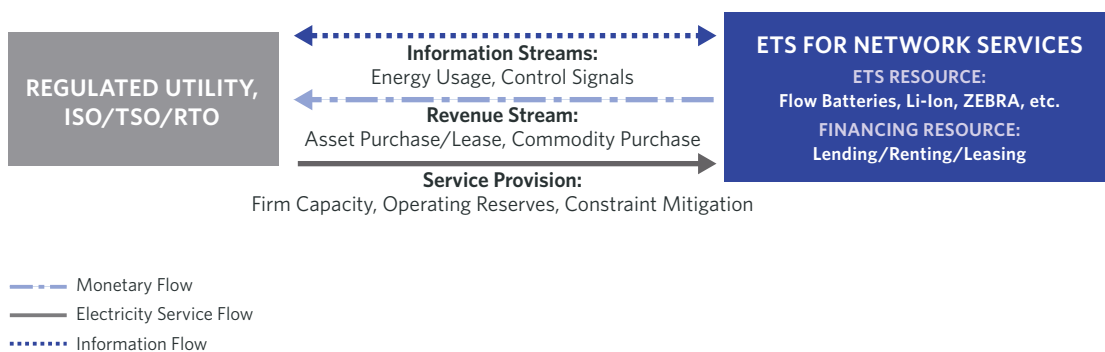 REGULATED UTILITY,
ISO/TSO/RTO
Information Streams:
Energy Usage, Control Signals
Revenue Stream:
Asset Purchase/Lease, Commodity Purchase
Service Provision:
Firm Capacity, Operating Reserves, Constraint Mitigation
ETS FOR NETWORK SERVICES
ETS RESOURCE:
Flow Batteries, Li-Ion, ZEBRA, etc.
FINANCING RESOURCE:
Lending/Renting/Leasing
Monetary Flow
Electricity Service Flow
Information Flow